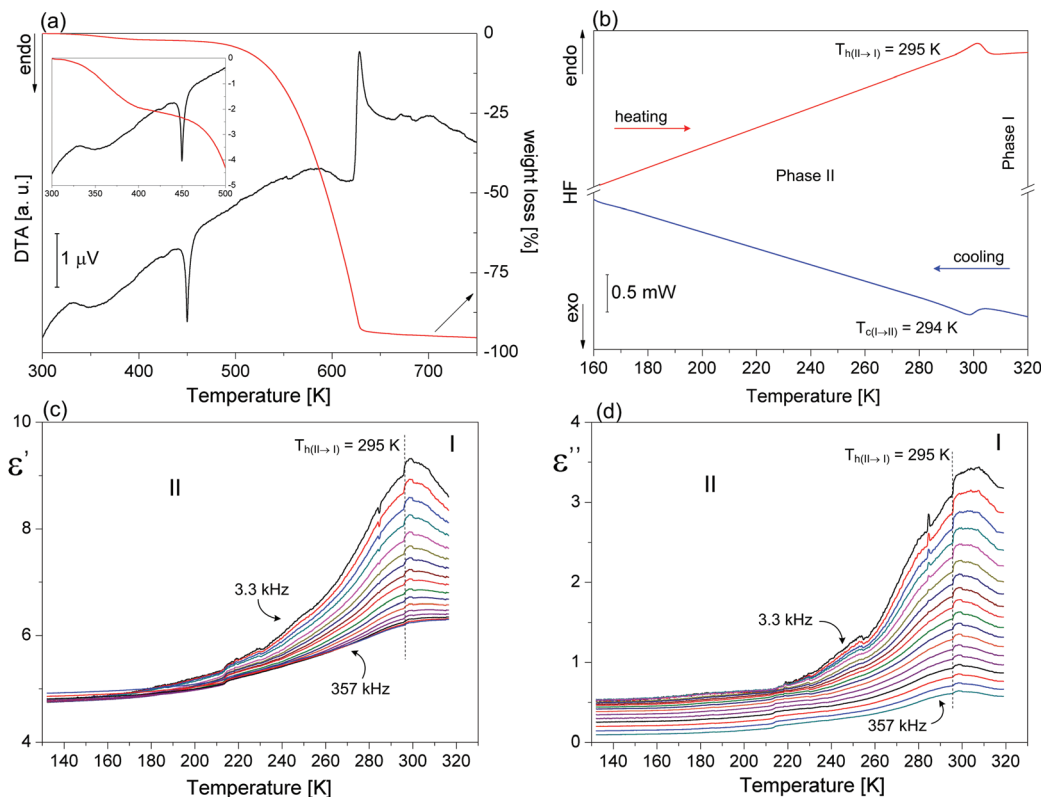 (a)
endo
DTA [a. u.]
1 μV
0
-25
-50
-75
-100
weight loss [%]
0
-1
-2
-3
-4
-5
300
350
400
450
500
300
400
500
600
700
Temperature [K]
(b)
endo
HF
exo
T h(II→ I) = 295 K
heating
Phase I
Phase II
cooling
0.5 mW
T c(I→II) = 294 K
160
180
200
220
240
260
280
300
320
Temperature [K]
(c)
ε'
10
8
6
4
T h(II→ I) = 295 K
I
II
3.3 kHz
357 kHz
140
160
180
200
220
240
260
280
300
320
Temperature [K]
(d)
ε''
4
3
2
1
0
T h(II→ I) = 295 K
I
II
3.3 kHz
357 kHz
140
160
180
200
220
240
260
280
300
320
Temperature [K]